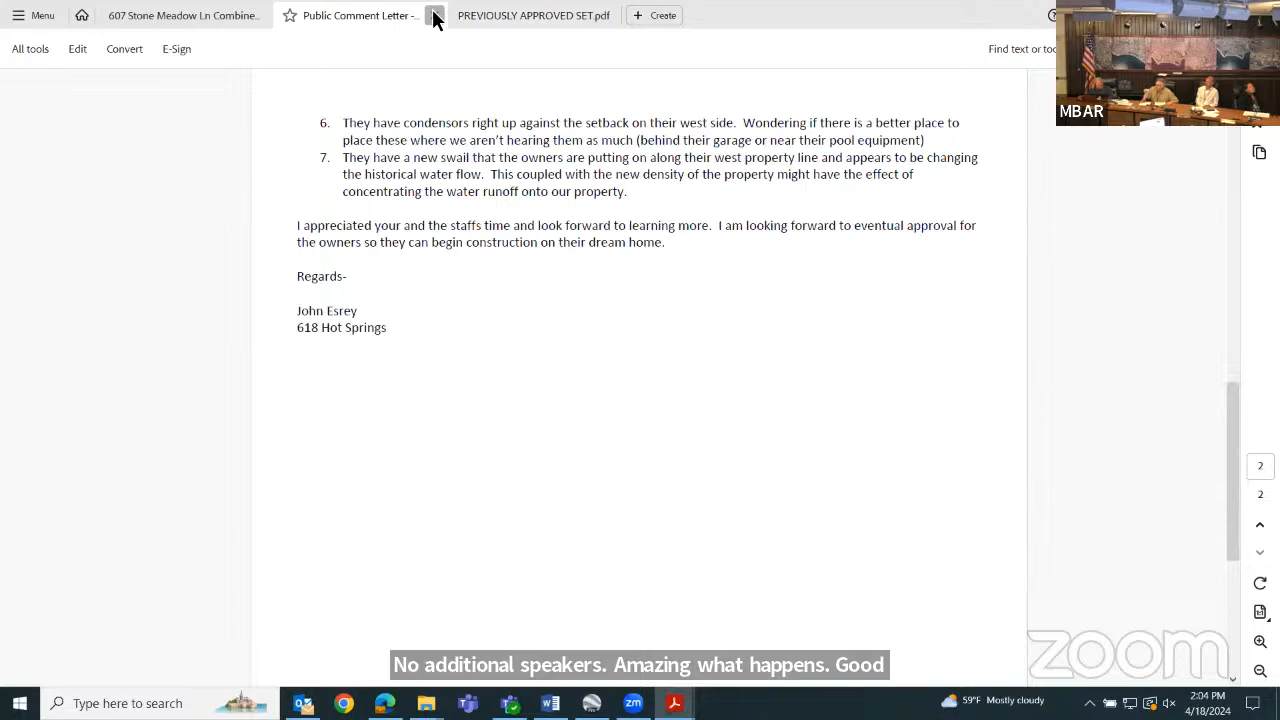 Menu
607 Stone Meadow Ln Combine...
Public Comment Letter -...
PREVIOUSLY APPROVED SET.pdf
+ Create
All tools
Edit
Convert
E-Sign
Find text or too
MBAR
6. They have condensors right up against the setback on their west side. Wondering if there is a better place to
place these where we aren't hearing them as much (behind their garage or near their pool equipment)
7. They have a new swail that the owners are putting on along their west property line and appears to be changing
the historical water flow. This coupled with the new density of the property might have the effect of
concentrating the water runoff onto our property.
I appreciated your and the staffs time and look forward to learning more. I am looking forward to eventual approval for
the owners so they can begin construction on their dream home.
Regards-
John Esrey
618 Hot Springs
2
2
No additional speakers. Amazing what happens. Good
zoom
Type here to search
59°F Mostly cloudy
2:04 PM
4/18/2024